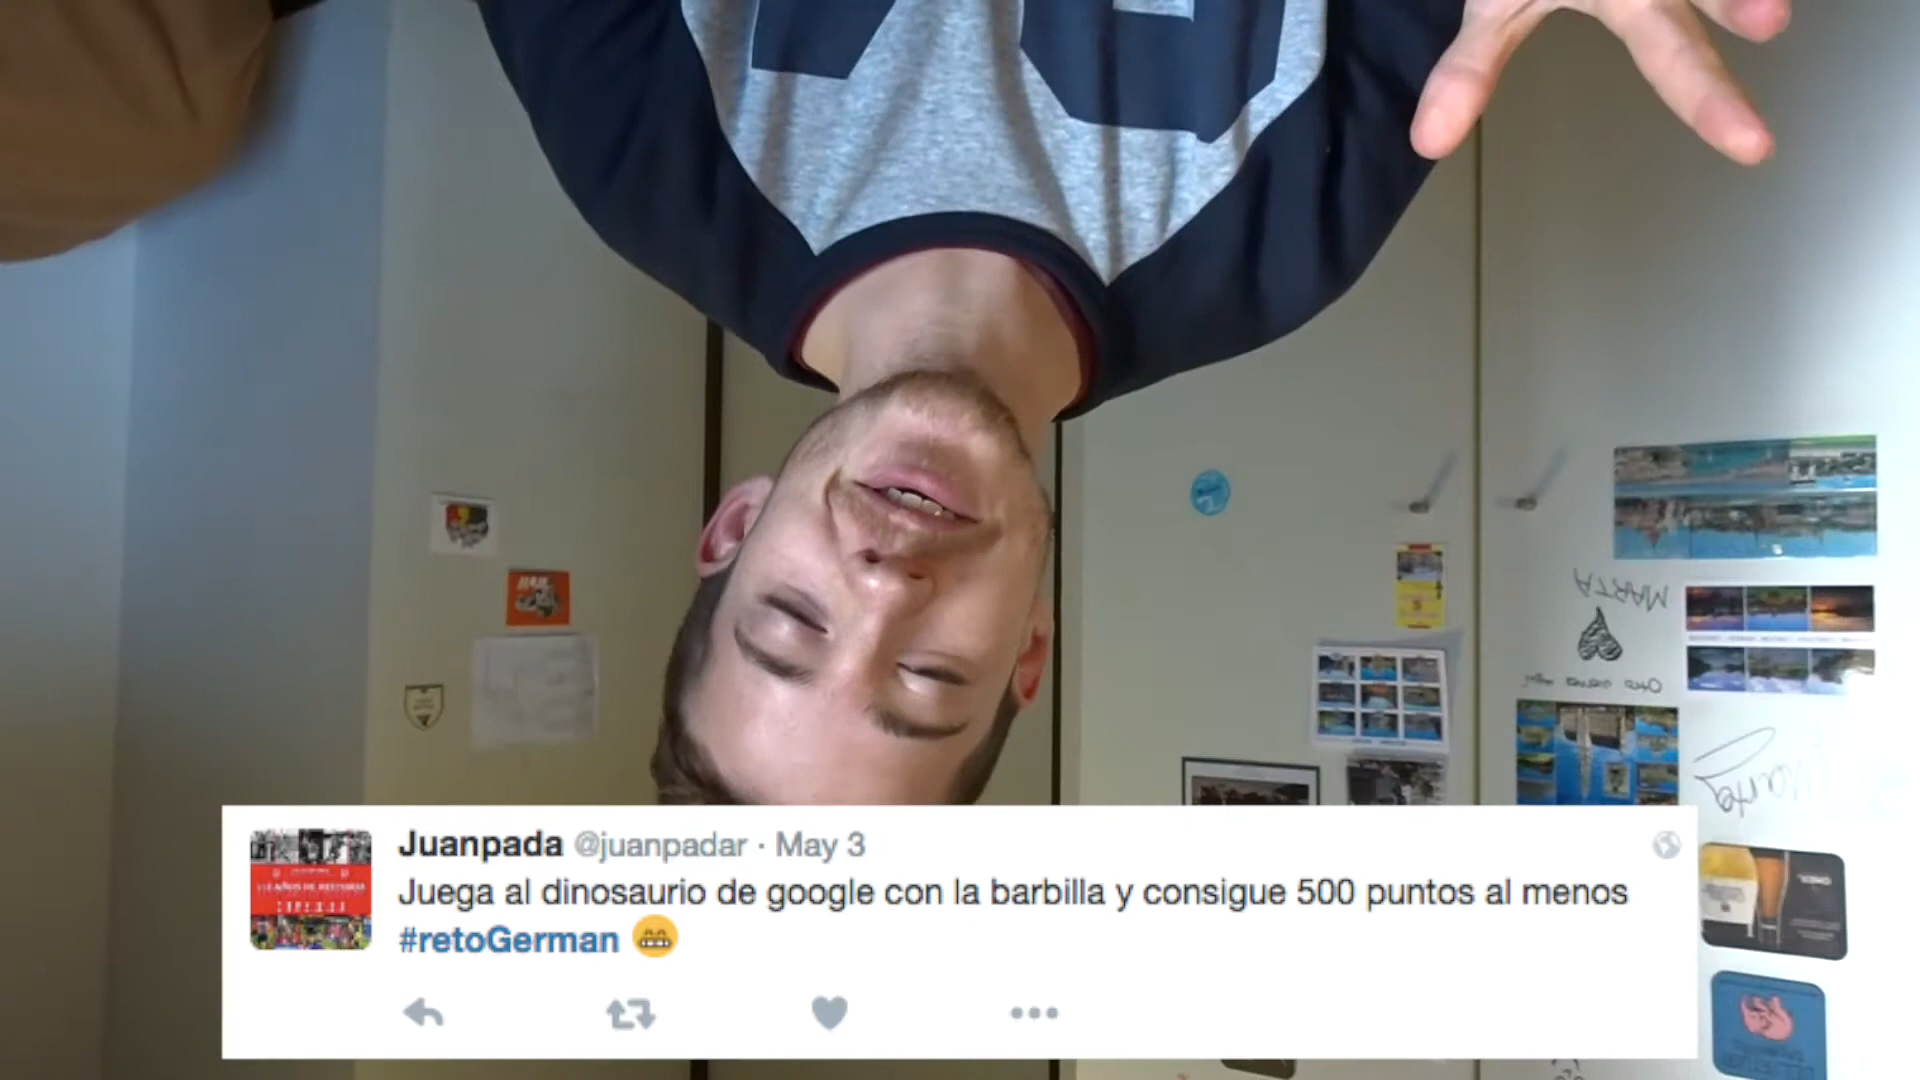 MARTA
Juanpada @juanpadar · May 3
Juega al dinosaurio de google con la barbilla y consigue 500 puntos al menos
#retoGerman 😁